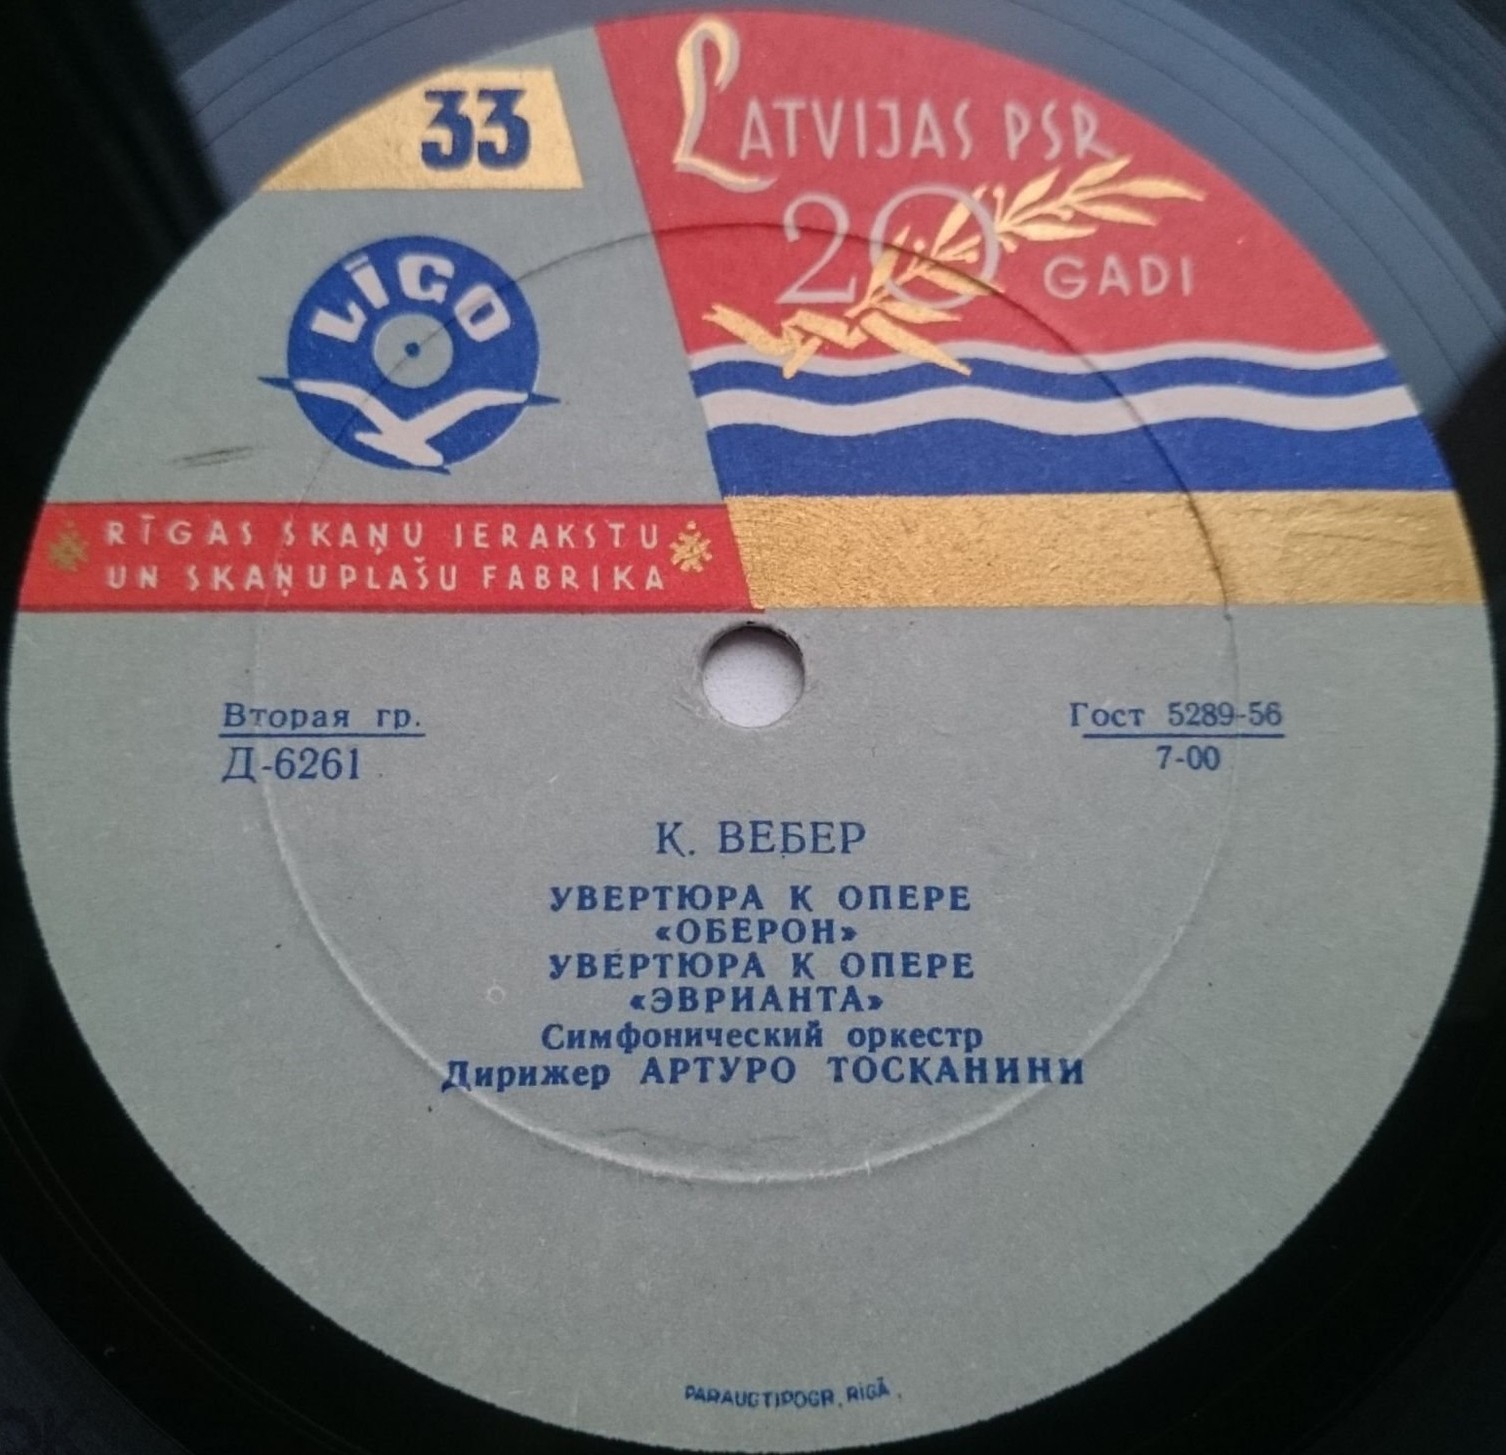 33
LATVIJAS PSR
20 GADI
LĪGO
RĪGAS SKAŅU IERAKSTU
UN SKAŅUPLAŠU FABRIKA
Вторая гр.
Д-6261
Гост 5289-56
7-00
К. ВЕБЕР
УВЕРТЮРА К ОПЕРЕ
«ОБЕРОН»
УВЕРТЮРА К ОПЕРЕ
«ЭВРИАНТА»
Симфонический оркестр
Дирижер АРТУРО ТОСКАНИНИ
PARAUGTIPOGR. RĪGĀ.